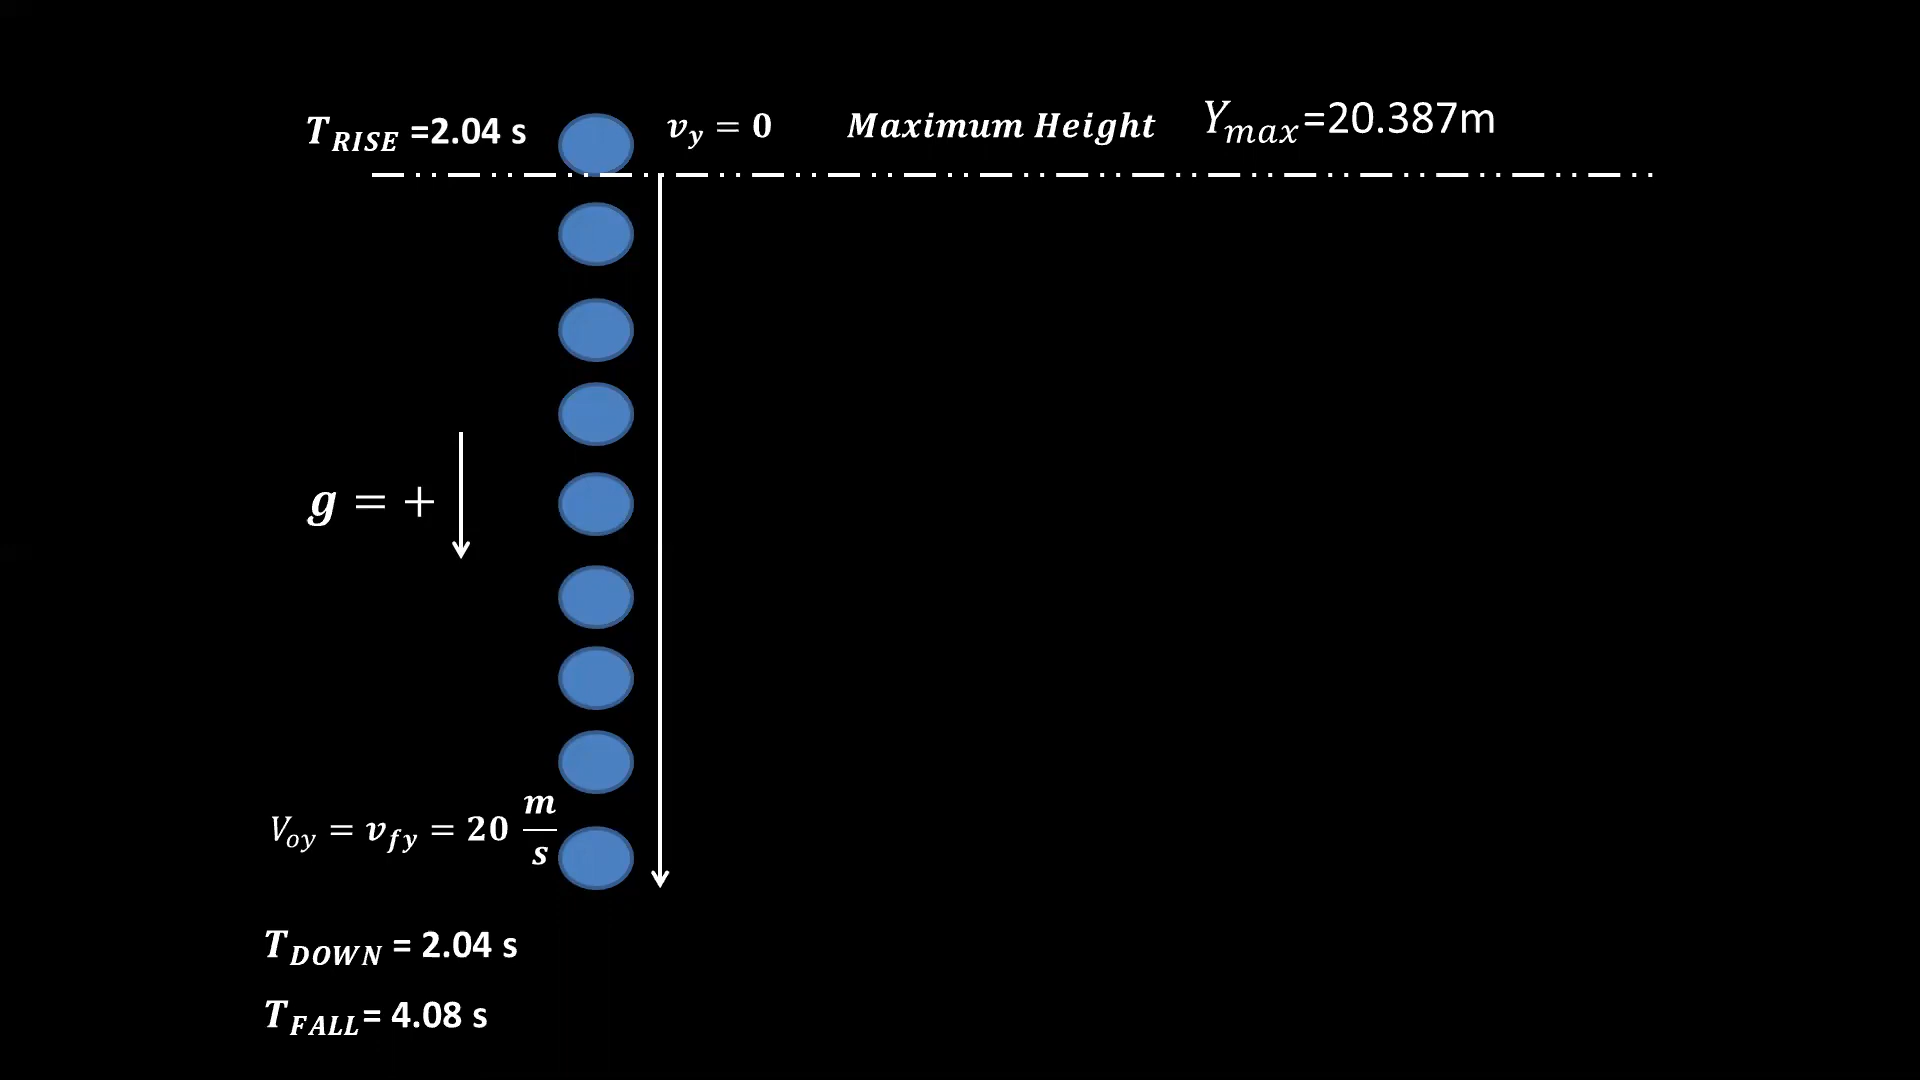 T_RISE =2.04 s v_y = 0 Maximum Height Y_max=20.387m
g = +
V_oy = v_fy = 20 m/s
T_DOWN = 2.04 s
T_FALL= 4.08 s